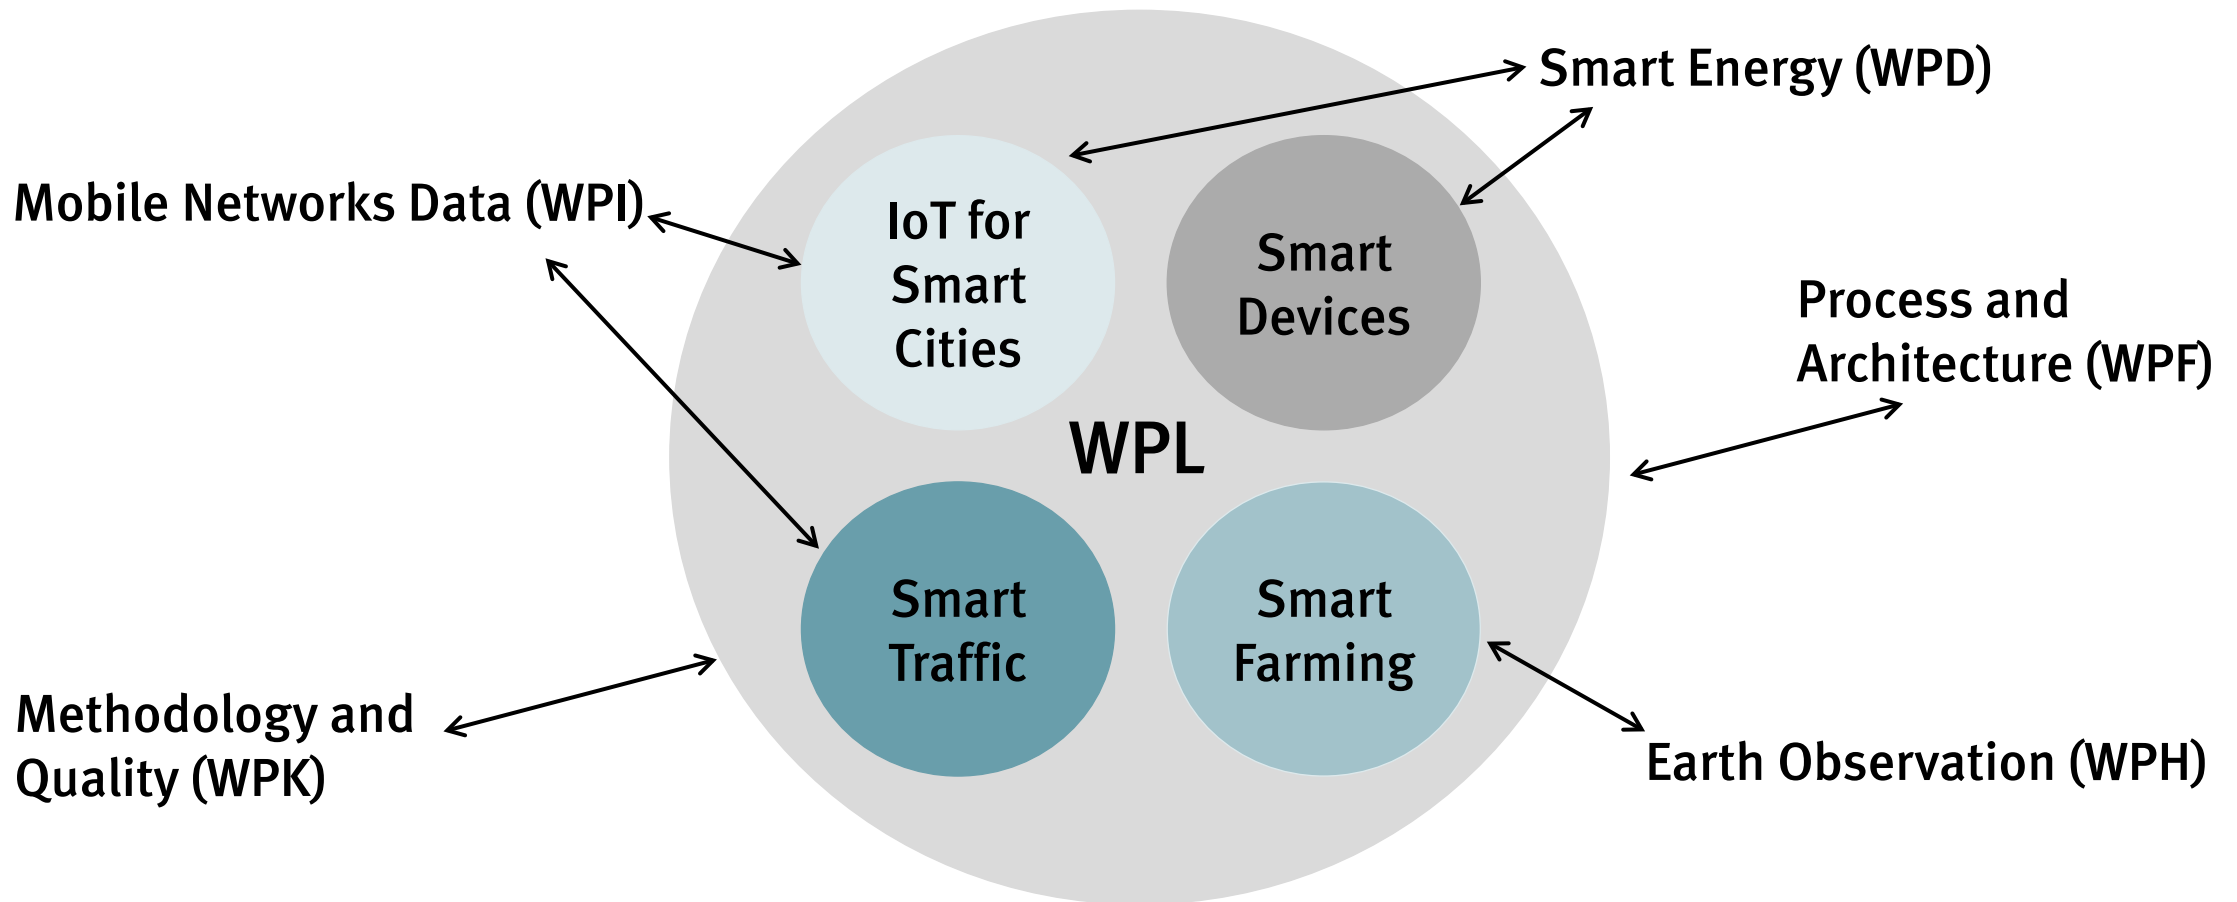 Smart Energy (WPD)
Mobile Networks Data (WPI)
IoT for
Smart
Cities
Smart
Devices
Process and
Architecture (WPF)
WPL
Smart
Traffic
Smart
Farming
Methodology and
Quality (WPK)
Earth Observation (WPH)